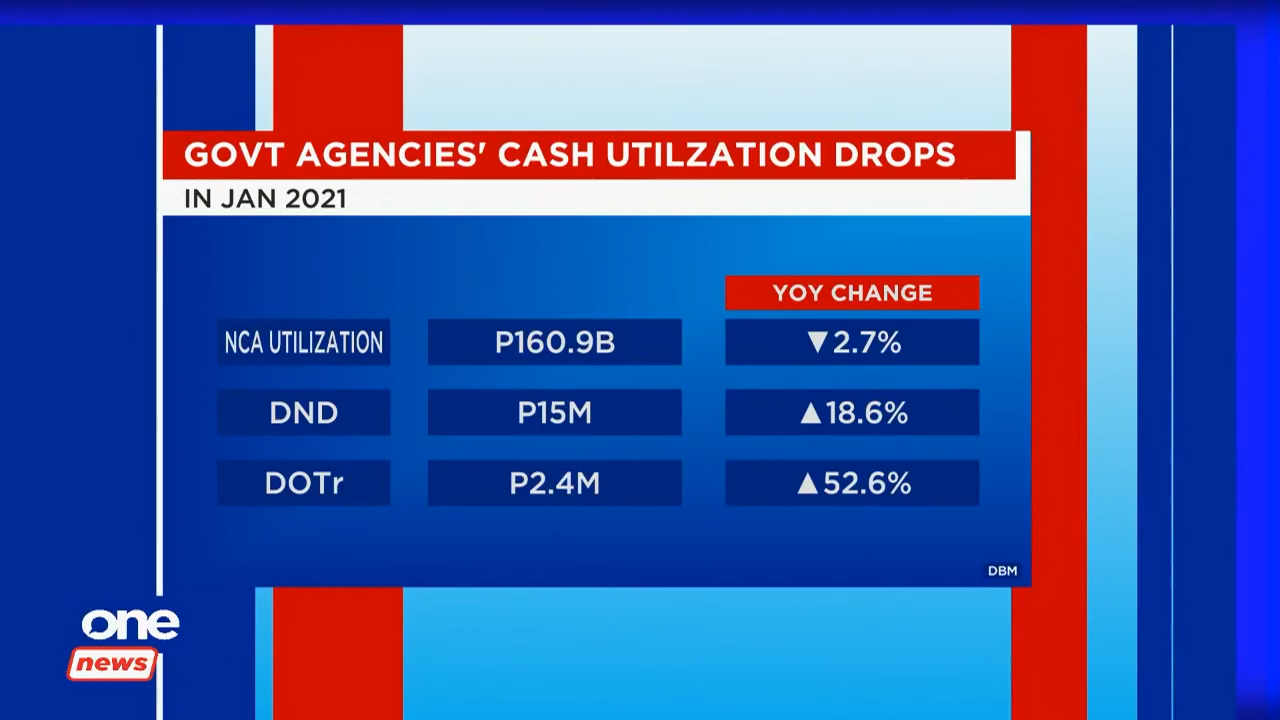 GOVT AGENCIES' CASH UTILZATION DROPS
IN JAN 2021
YOY CHANGE
NCA UTILIZATION P160.9B ▼2.7%
DND P15M ▲18.6%
DOTr P2.4M ▲52.6%
DBM
one
news